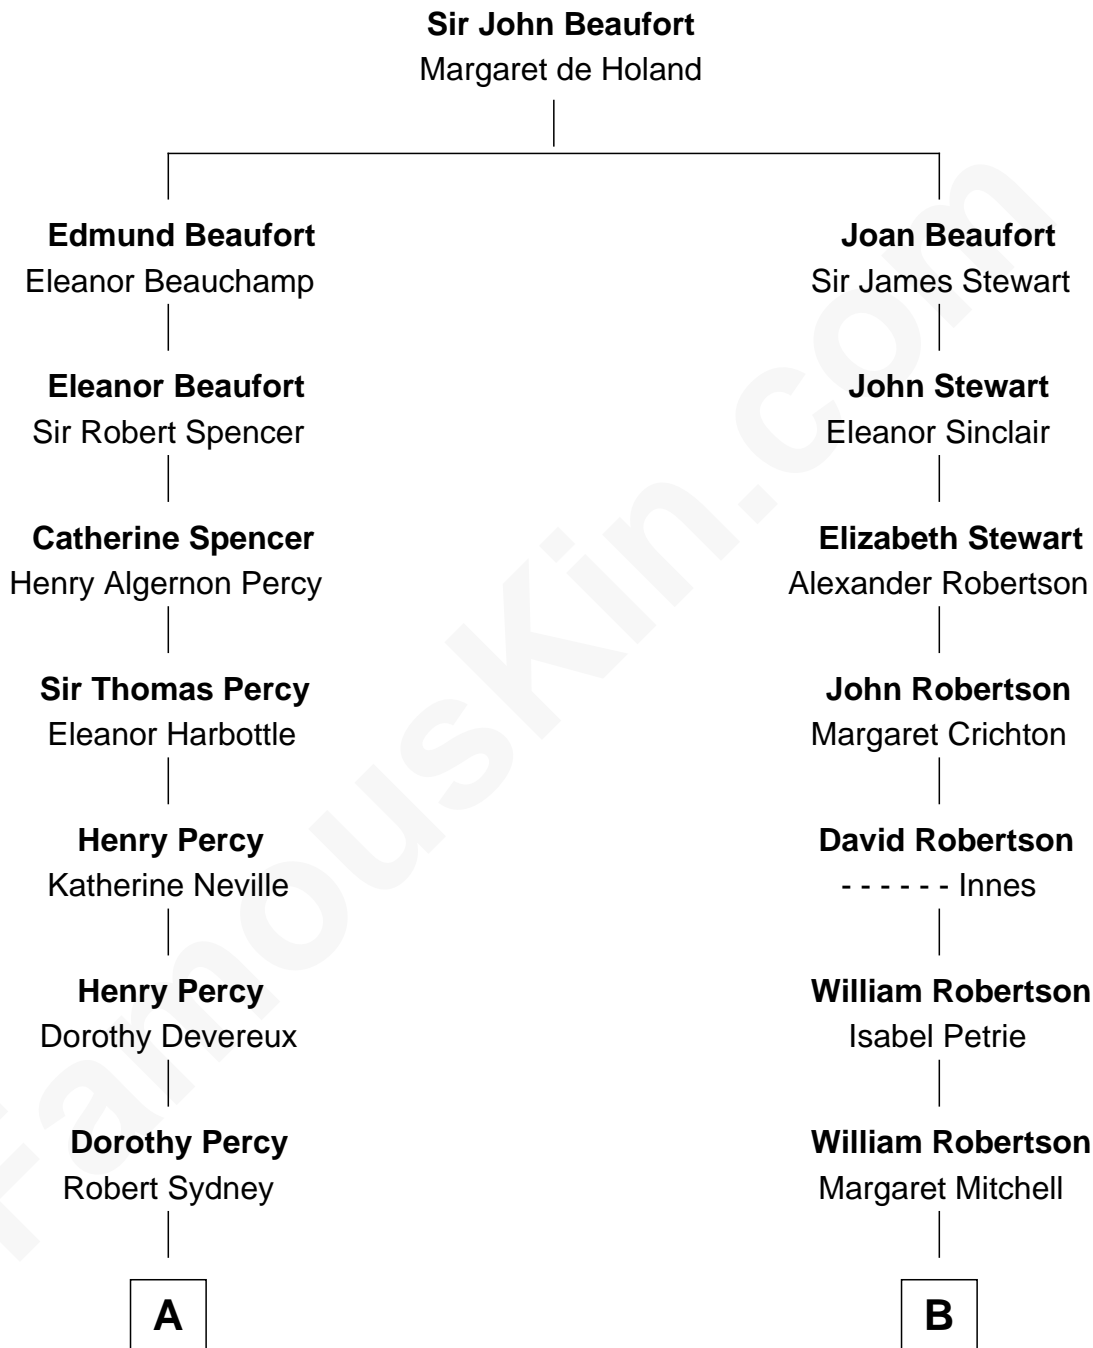 Sir John Beaufort
Margaret de Holand
Edmund Beaufort
Eleanor Beauchamp
Joan Beaufort
Sir James Stewart
Eleanor Beaufort
Sir Robert Spencer
John Stewart
Eleanor Sinclair
Catherine Spencer
Henry Algernon Percy
Elizabeth Stewart
Alexander Robertson
Sir Thomas Percy
Eleanor Harbottle
John Robertson
Margaret Crichton
Henry Percy
Katherine Neville
David Robertson
- - - - - - Innes
Henry Percy
Dorothy Devereux
William Robertson
Isabel Petrie
Dorothy Percy
Robert Sydney
William Robertson
Margaret Mitchell
A
B
FamousKin.com